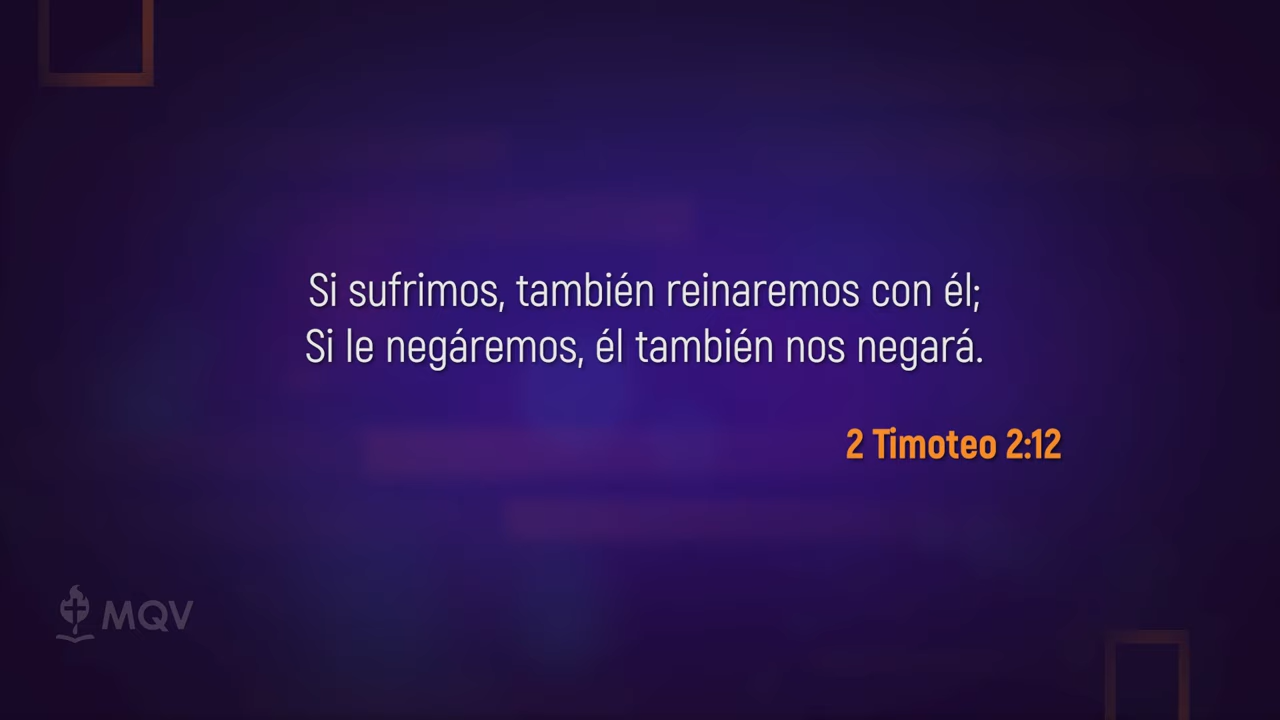 Si sufrimos, también reinaremos con él;
Si le negáremos, él también nos negará.
2 Timoteo 2:12
MQV